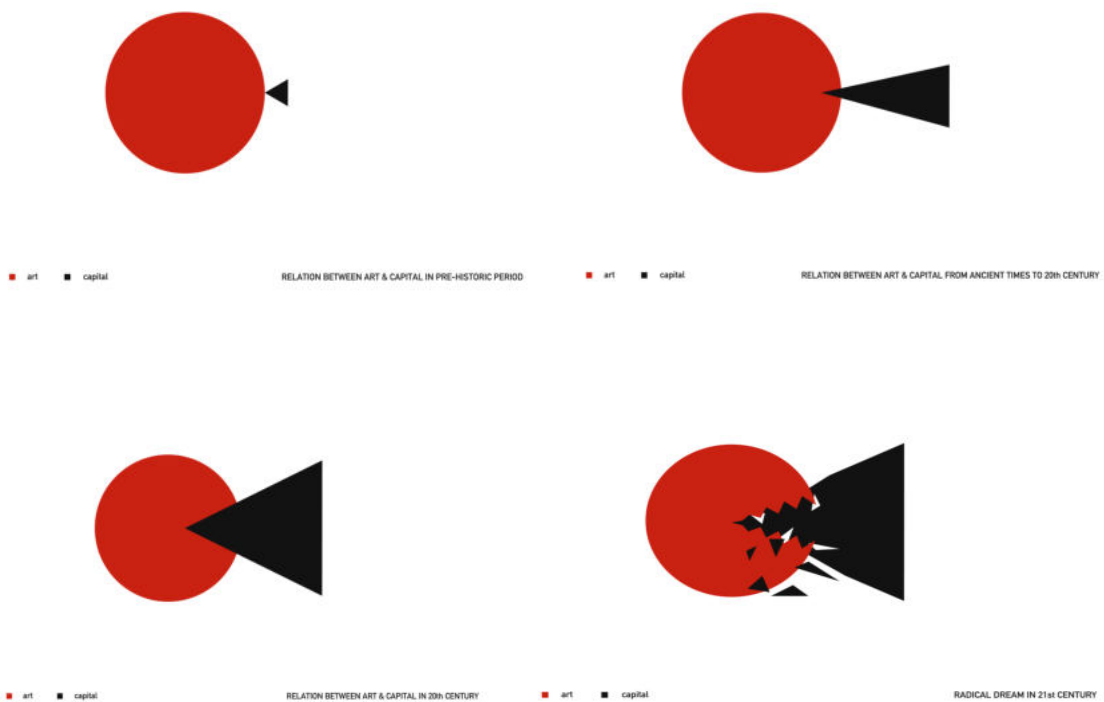 art capital RELATION BETWEEN ART & CAPITAL IN PRE-HISTORIC PERIOD
art capital RELATION BETWEEN ART & CAPITAL FROM ANCIENT TIMES TO 20th CENTURY
art capital RELATION BETWEEN ART & CAPITAL IN 20th CENTURY
art capital RADICAL DREAM IN 21st CENTURY